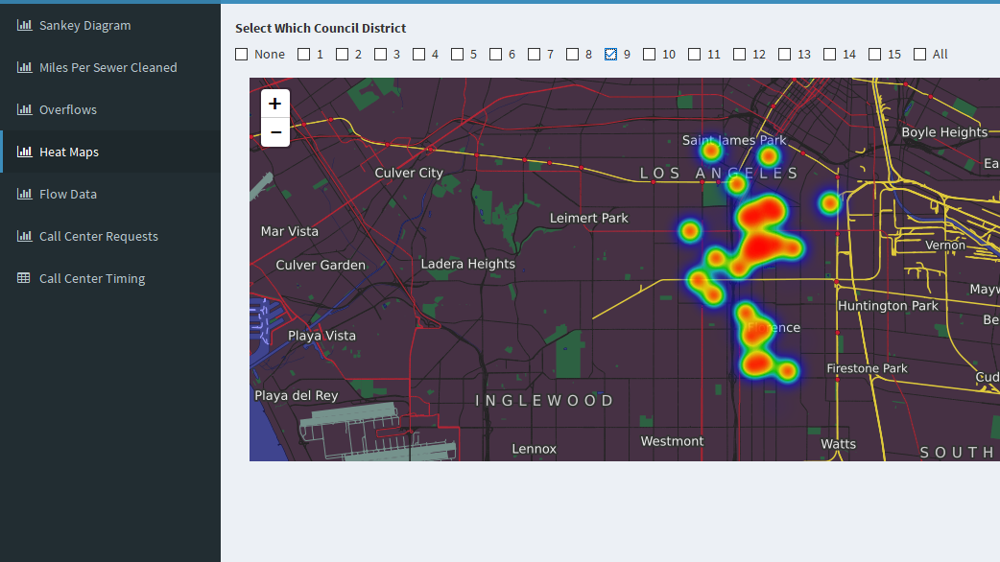 Sankey Diagram
Miles Per Sewer Cleaned
Overflows
Heat Maps
Flow Data
Call Center Requests
Call Center Timing
Select Which Council District
None 1 2 3 4 5 6 7 8 9 10 11 12 13 14 15 All
+
−
Boyle Heights
Saint James Park
Ea
Culver City
LOS ANGELES
Leimert Park
Mar Vista
Vernon
Culver Garden
Ladera Heights
Mayw
Huntington Park
Be
Playa Vista
Firestone Park
Cud
Playa del Rey
INGLEWOOD
Westmont
Watts
Lennox
SOUTH